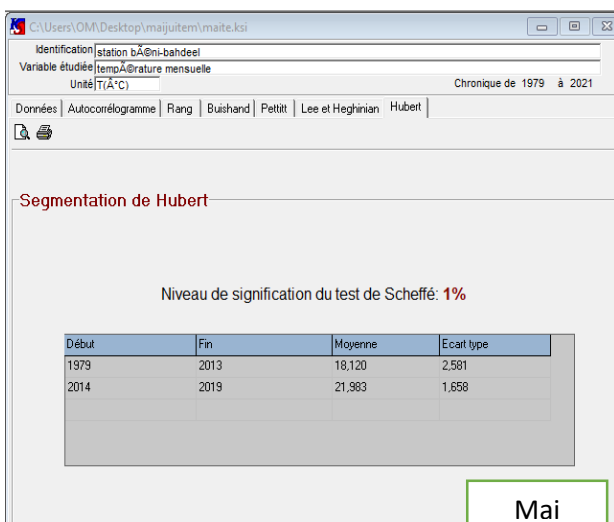 C:\Users\OM\Desktop\maijuitem\maite.ksi
Identification station bÃ©ni-bahdeel
Variable étudiée tempÃ©rature mensuelle
Unité T(Â°C) Chronique de 1979 à 2021
Données Autocorrélogramme Rang Buishand Pettitt Lee et Heghinian Hubert
Segmentation de Hubert
Niveau de signification du test de Scheffé: 1%
Début Fin Moyenne Ecart type
1979 2013 18,120 2,581
2014 2019 21,983 1,658
Mai